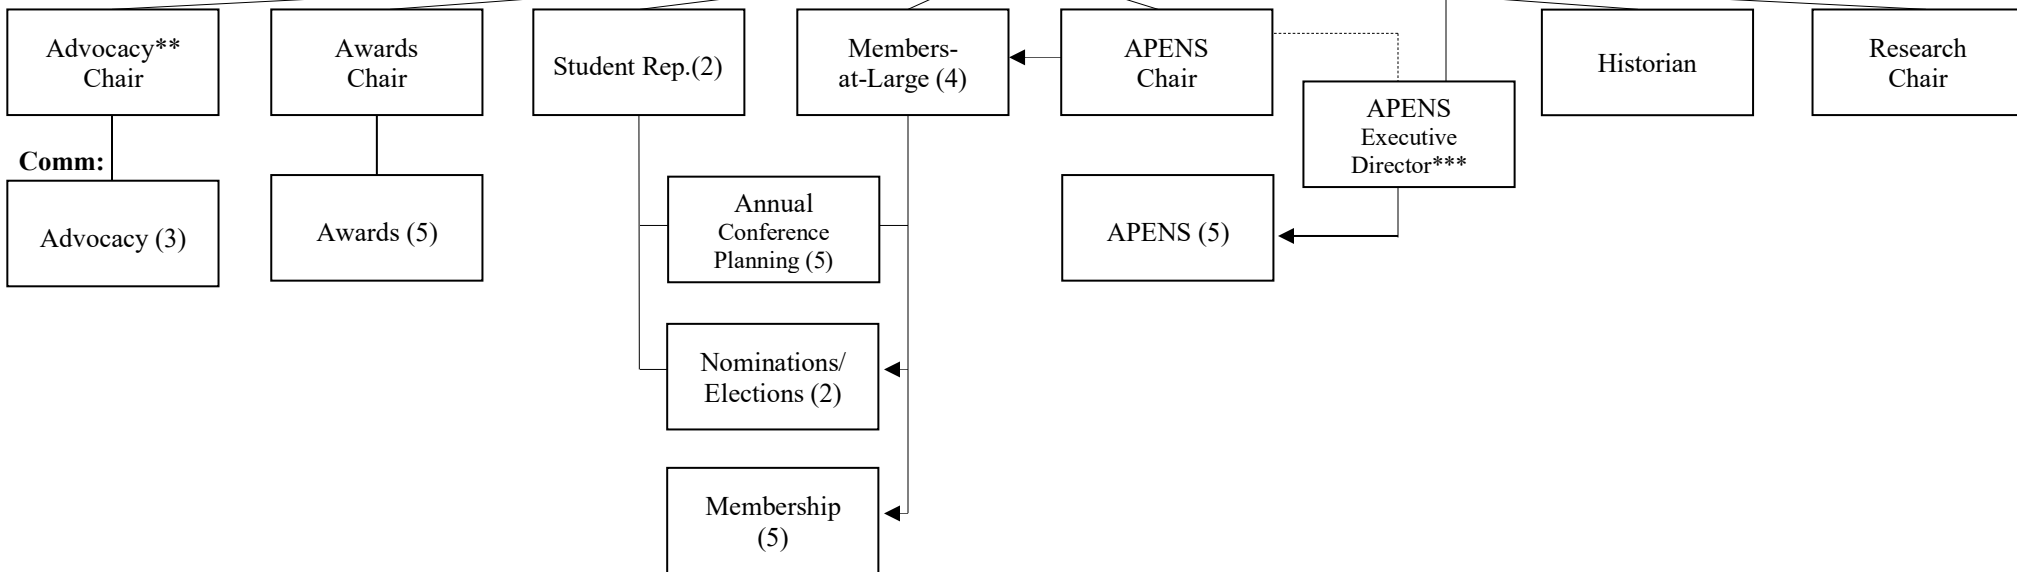 Advocacy**
Chair
Awards
Chair
Student Rep.(2)
Members-
at-Large (4)
APENS
Chair
APENS
Executive
Director***
Historian
Research
Chair
Comm:
Advocacy (3)
Awards (5)
Annual
Conference
Planning (5)
APENS (5)
Nominations/
Elections (2)
Membership
(5)